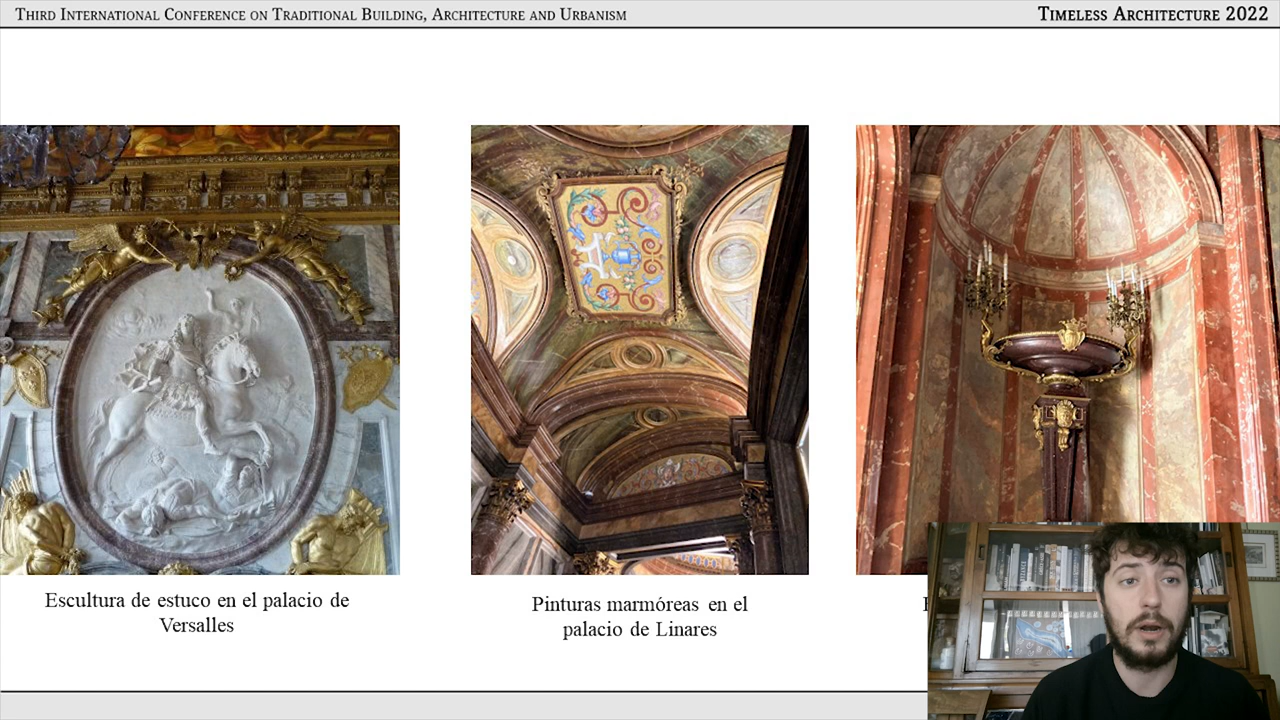 Third International Conference on Traditional Building, Architecture and Urbanism
Timeless Architecture 2022
Escultura de estuco en el palacio de
Versalles
Pinturas marmóreas en el
palacio de Linares